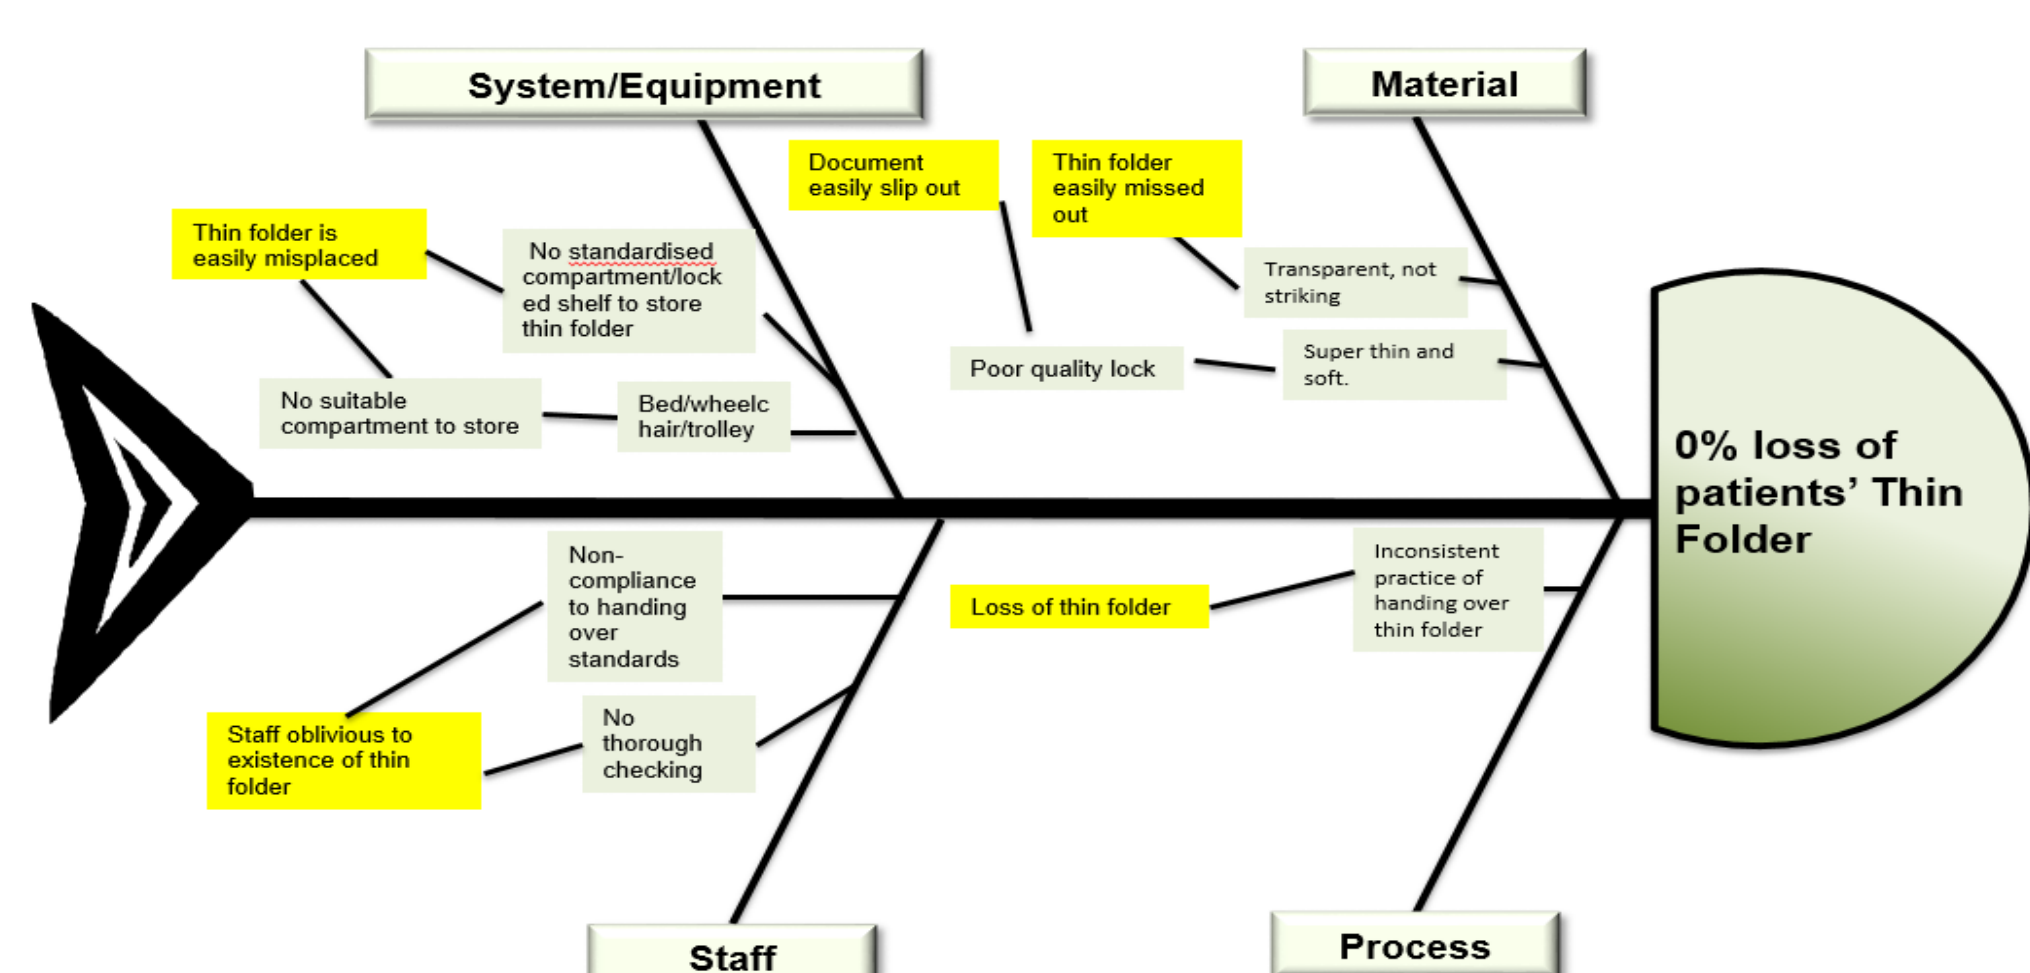 System/Equipment
Material
Document
easily slip out
Thin folder
easily missed
out
Thin folder is
easily misplaced
No standardised
compartment/lock
ed shelf to store
thin folder
Transparent, not
striking
Poor quality lock
Super thin and
soft.
No suitable
compartment to store
Bed/wheelc
hair/trolley
0% loss of
patients’ Thin
Folder
Non-
compliance
to handing
over
standards
Loss of thin folder
Inconsistent
practice of
handing over
thin folder
Staff oblivious to
existence of thin
folder
No
thorough
checking
Staff
Process